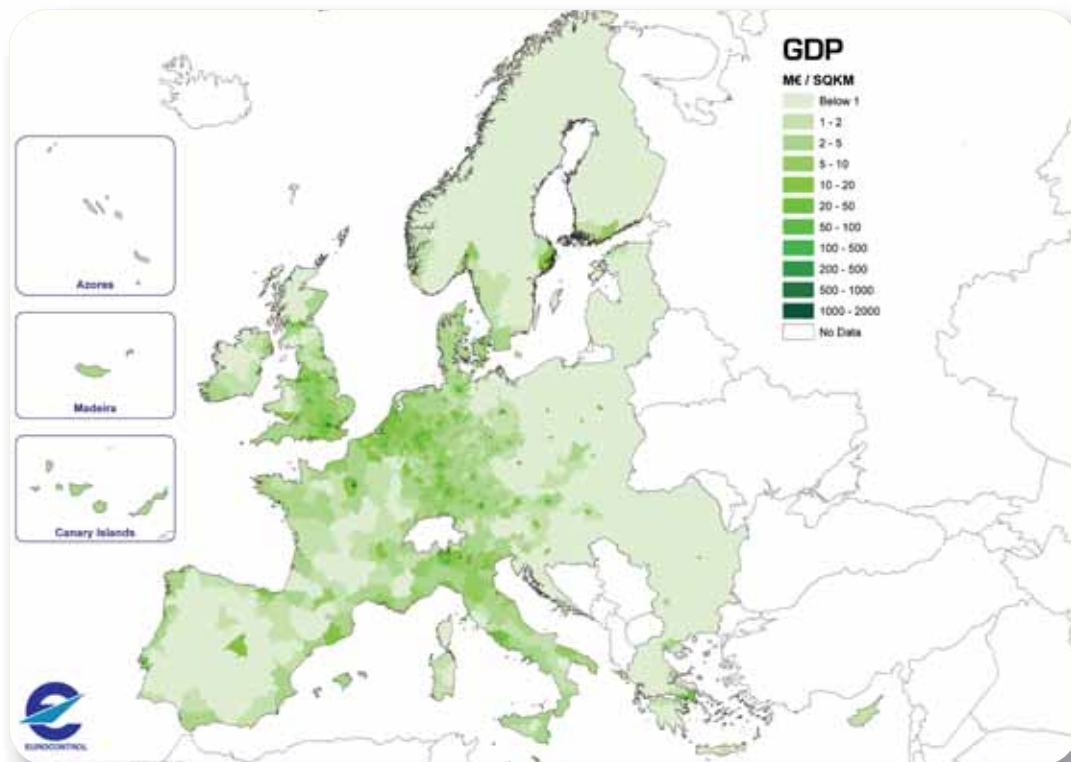 GDP
M€ / SQKM
Below 1
1 - 2
2 - 5
5 - 10
10 - 20
20 - 50
50 - 100
100 - 500
200 - 500
500 - 1000
1000 - 2000
No Data
Azores
Madeira
Canary Islands
EUROCONTROL